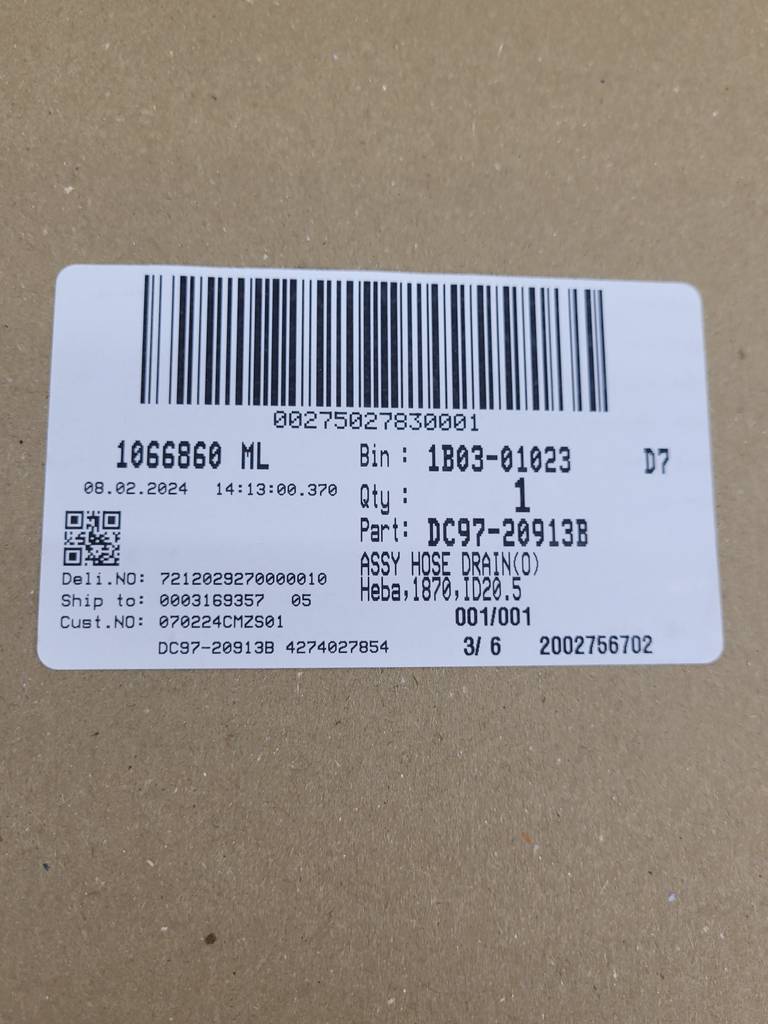 00275027830001
1066860 ML
Bin : 1B03-01023 D7
08.02.2024 14:13:00.370
Qty : 1
Part: DC97-20913B
ASSY HOSE DRAIN(O)
Heba,1870,ID20.5
Deli.NO: 7212029270000010
Ship to: 0003169357 05
001/001
Cust.NO: 070224CMZS01
DC97-20913B 4274027854
3/ 6 2002756702